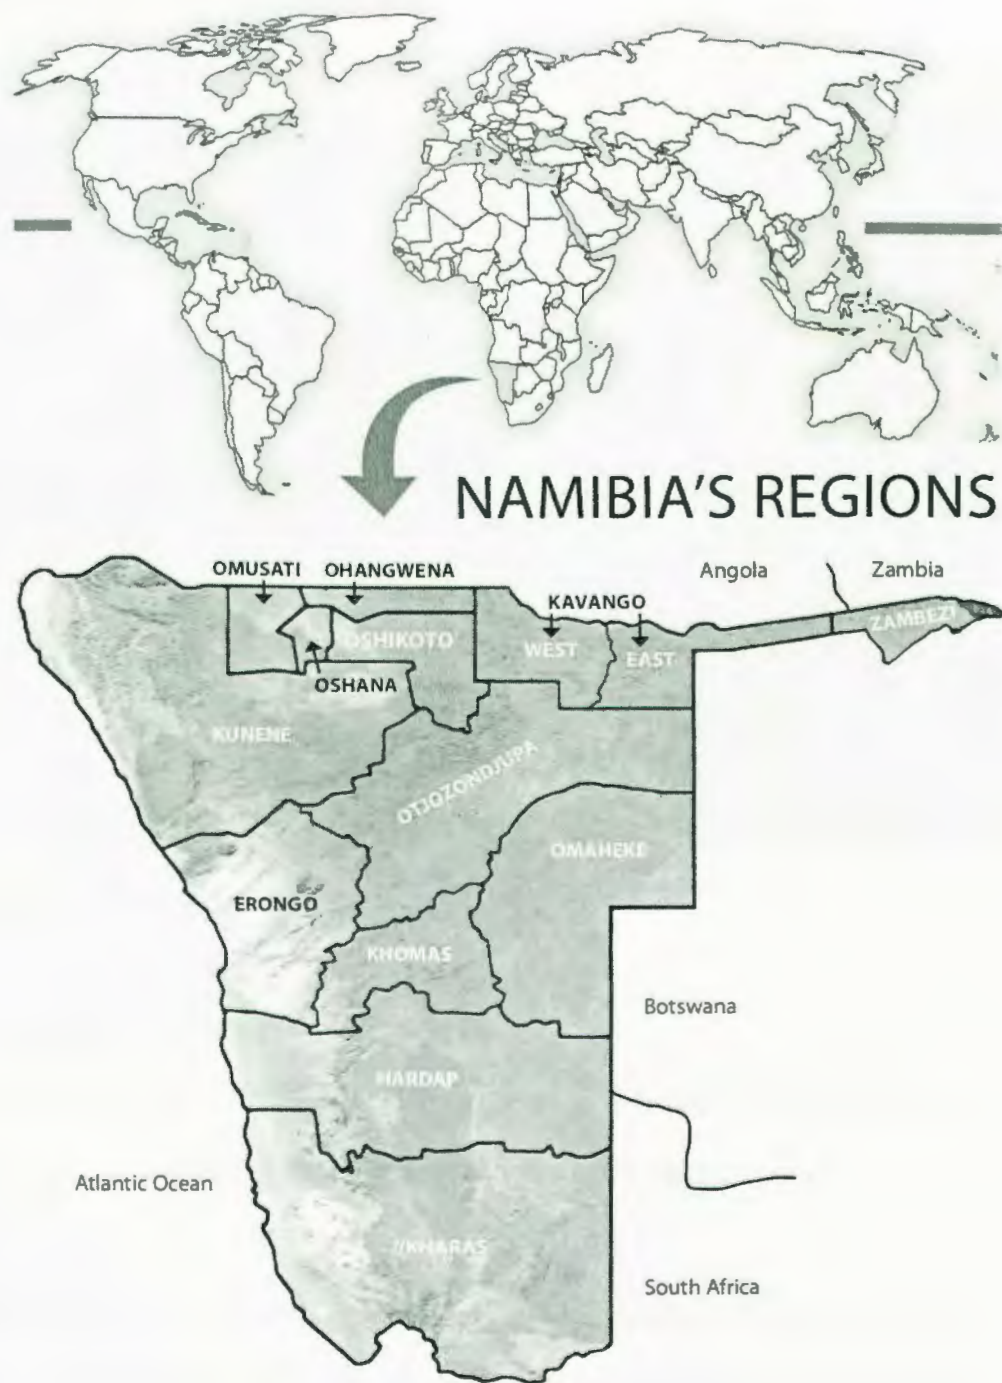 NAMIBIA'S REGIONS
OMUSATI
OHANGWENA
Angola
Zambia
KAVANGO
ZAMBEZI
OSHIKOTO
WEST
EAST
OSHANA
KUNENE
OTJOZONDJUPA
OMAHEKE
ERONGO
KHOMAS
Botswana
HARDAP
Atlantic Ocean
//KHARAS
South Africa